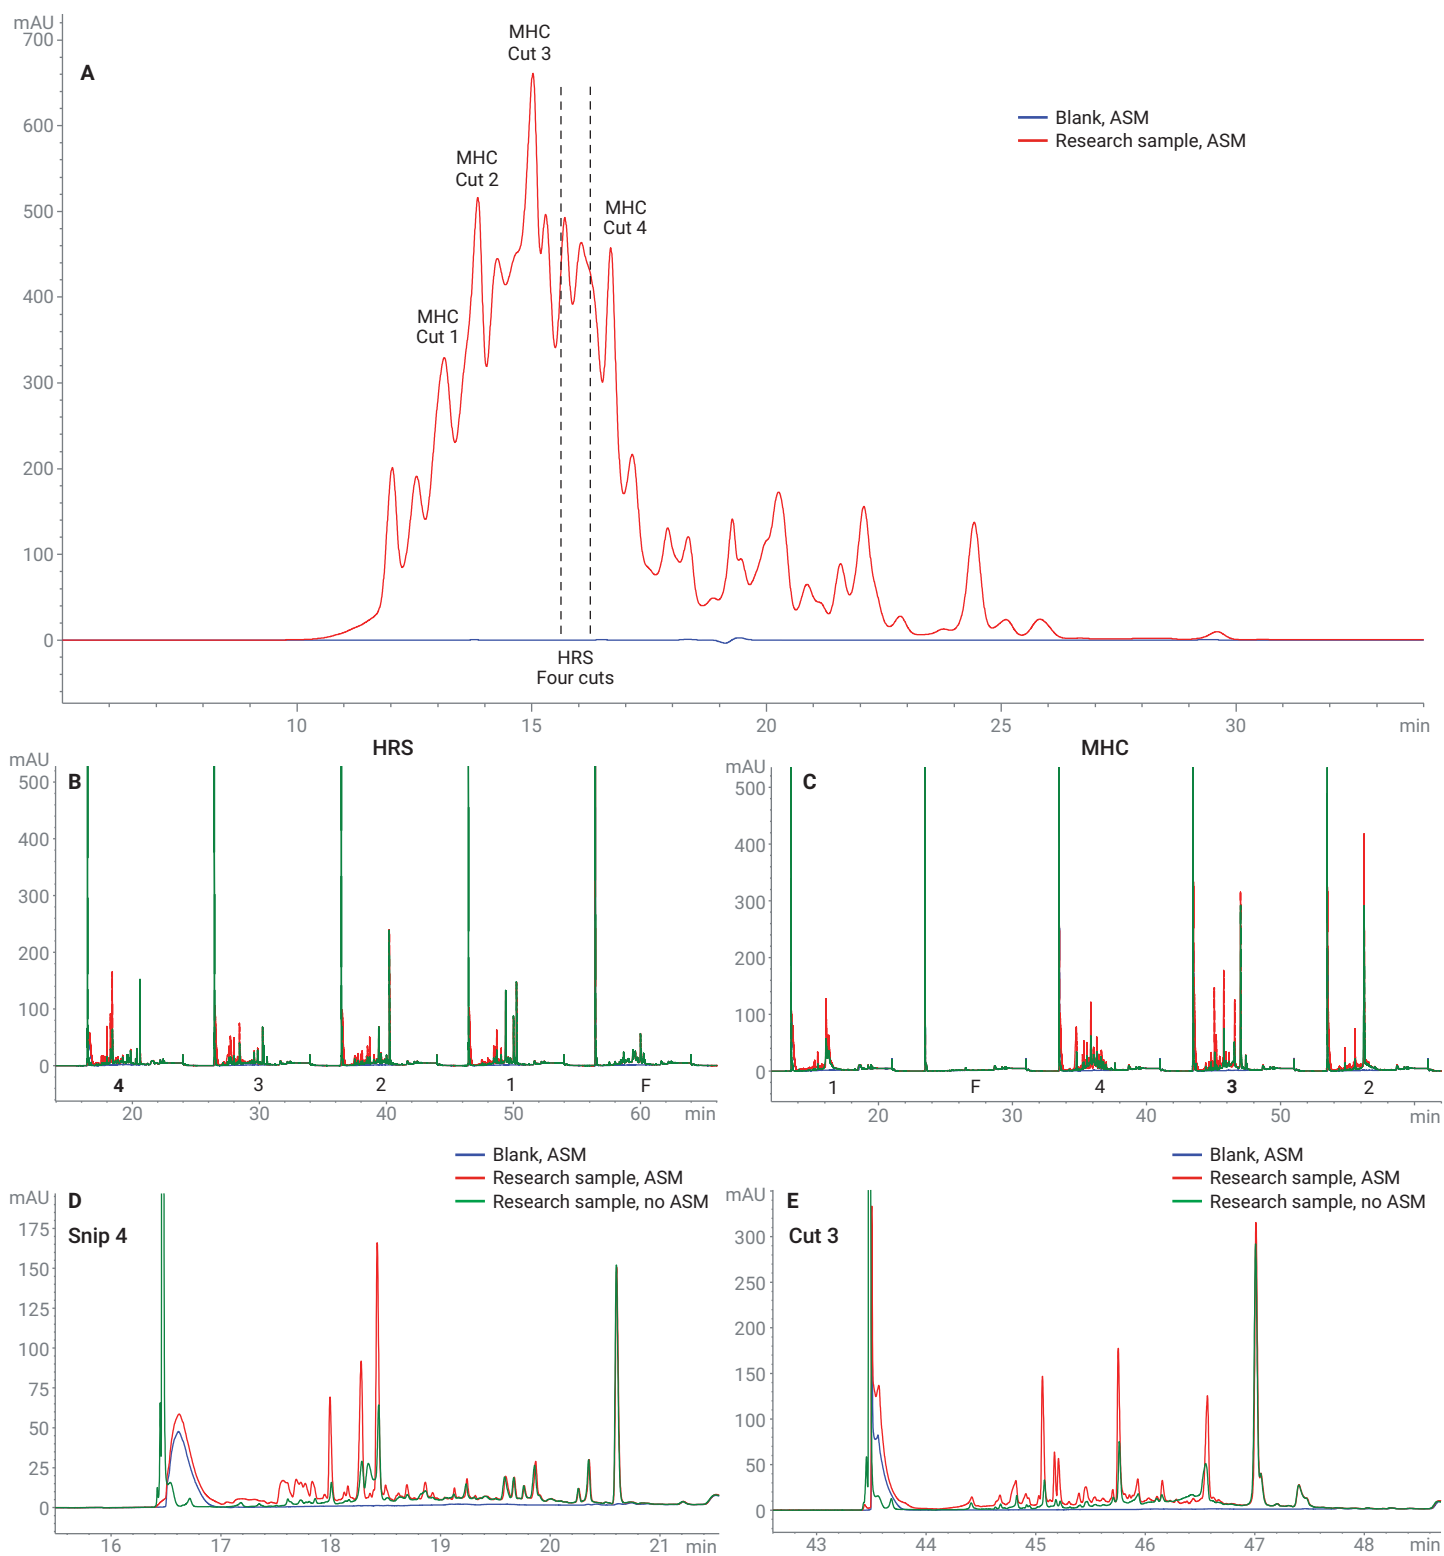 mAU
700
600
500
400
300
200
100
0
A
MHC
Cut 3
MHC
Cut 2
MHC
Cut 4
MHC
Cut 1
Blank, ASM
Research sample, ASM
HRS
Four cuts
10
15
20
25
30
min
HRS
mAU
B
500
400
300
200
100
0
4
3
2
1
F
20
30
40
50
60
min
MHC
mAU
C
500
400
300
200
100
0
1
F
4
3
2
20
30
40
50
min
Blank, ASM
Research sample, ASM
Research sample, no ASM
mAU
D
Snip 4
175
150
125
100
75
50
25
0
16
17
18
19
20
21
min
Blank, ASM
Research sample, ASM
Research sample, no ASM
mAU
E
Cut 3
300
250
200
150
100
50
0
43
44
45
46
47
48
min